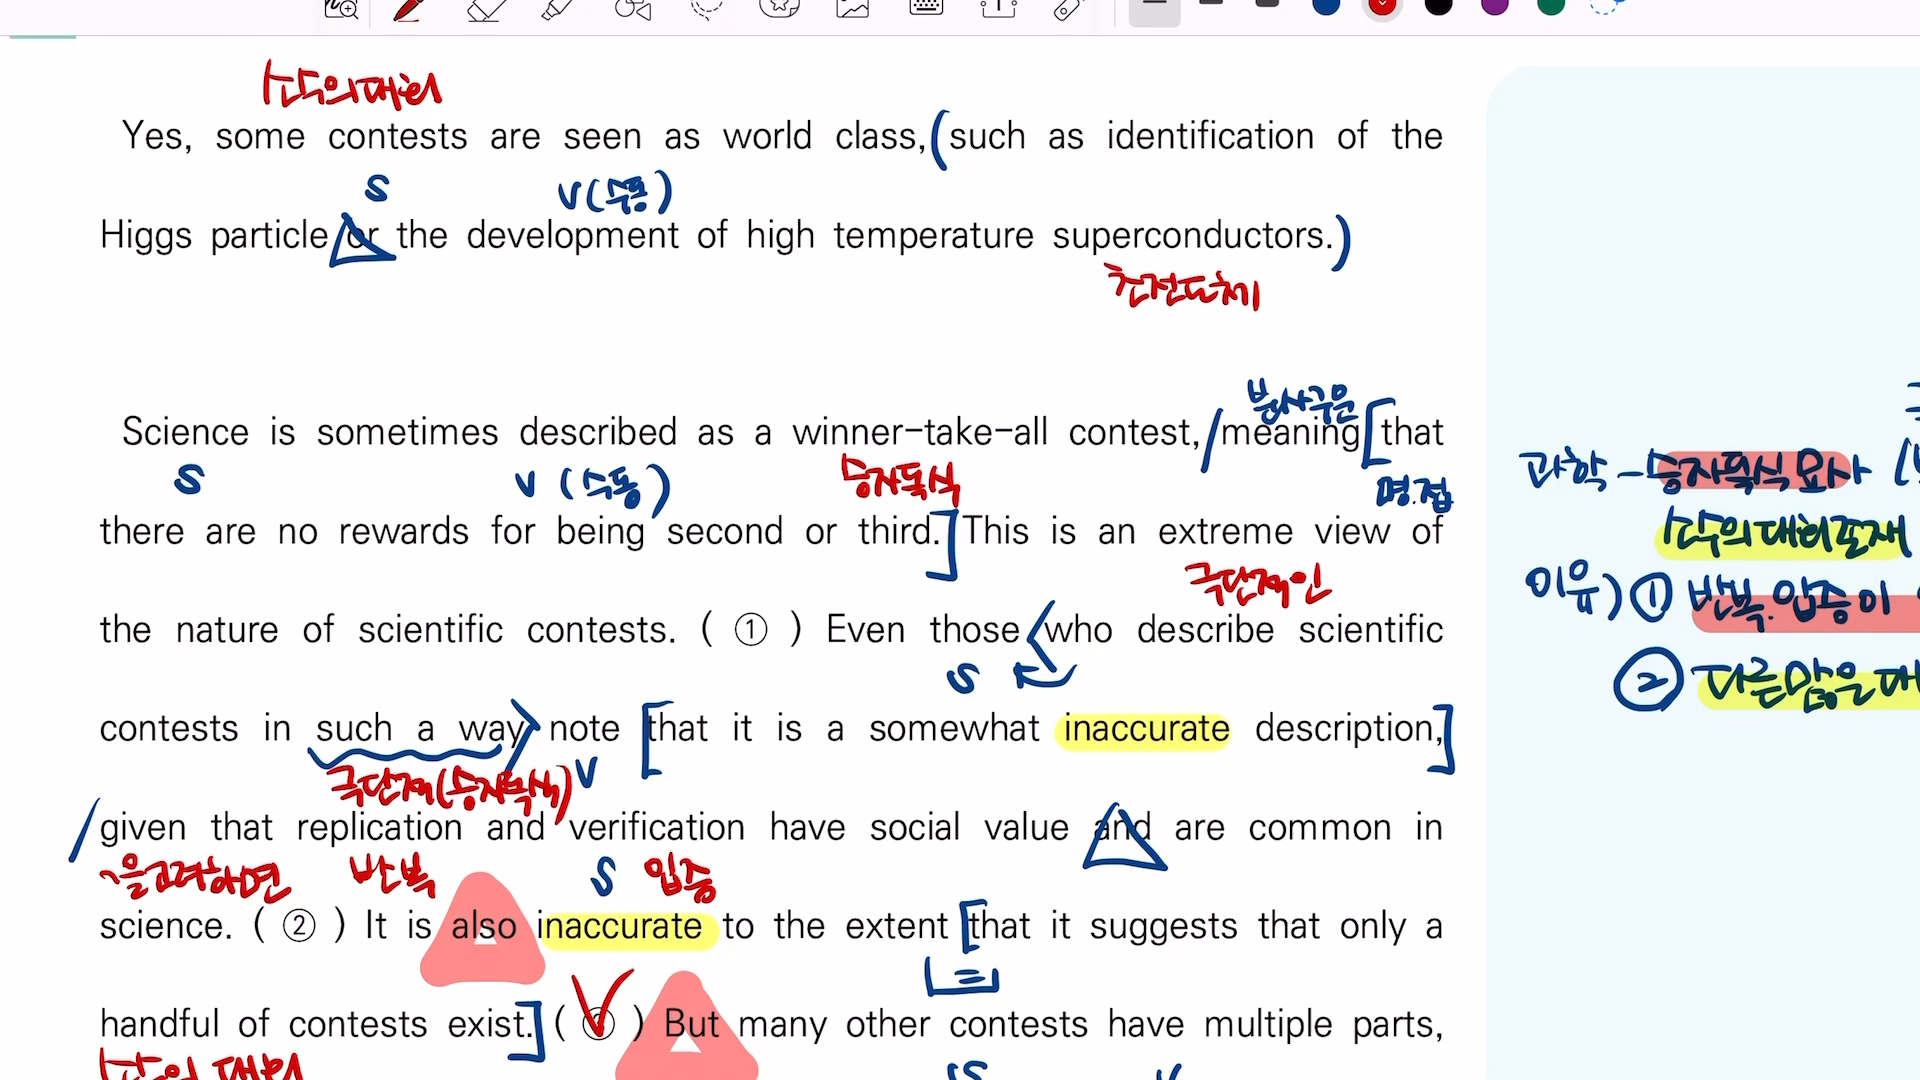 소수의 대회
Yes, some contests are seen as world class, (such as identification of the
S V (수동)
Higgs particle or the development of high temperature superconductors.)
초전도체
분사구문
Science is sometimes described as a winner-take-all contest, / meaning [that
S V (수동) 승자독식 명.접
there are no rewards for being second or third.] This is an extreme view of
극단적인
the nature of scientific contests. ( ① ) Even those <who describe scientific
S
contests in such a way> note [that it is a somewhat inaccurate description,]
극단적(승자독식) V
/ given that replication and verification have social value and are common in
~을 고려하면 반복 S 입증
science. ( ② ) It is also inaccurate to the extent [that it suggests that only a
=
handful of contests exist.] ( ③ ) But many other contests have multiple parts,
소수의 대회 S V
과학 - 승자독식 묘사
소수의 대회 존재
이유) ① 반복.입증이
② 다른 많은 대